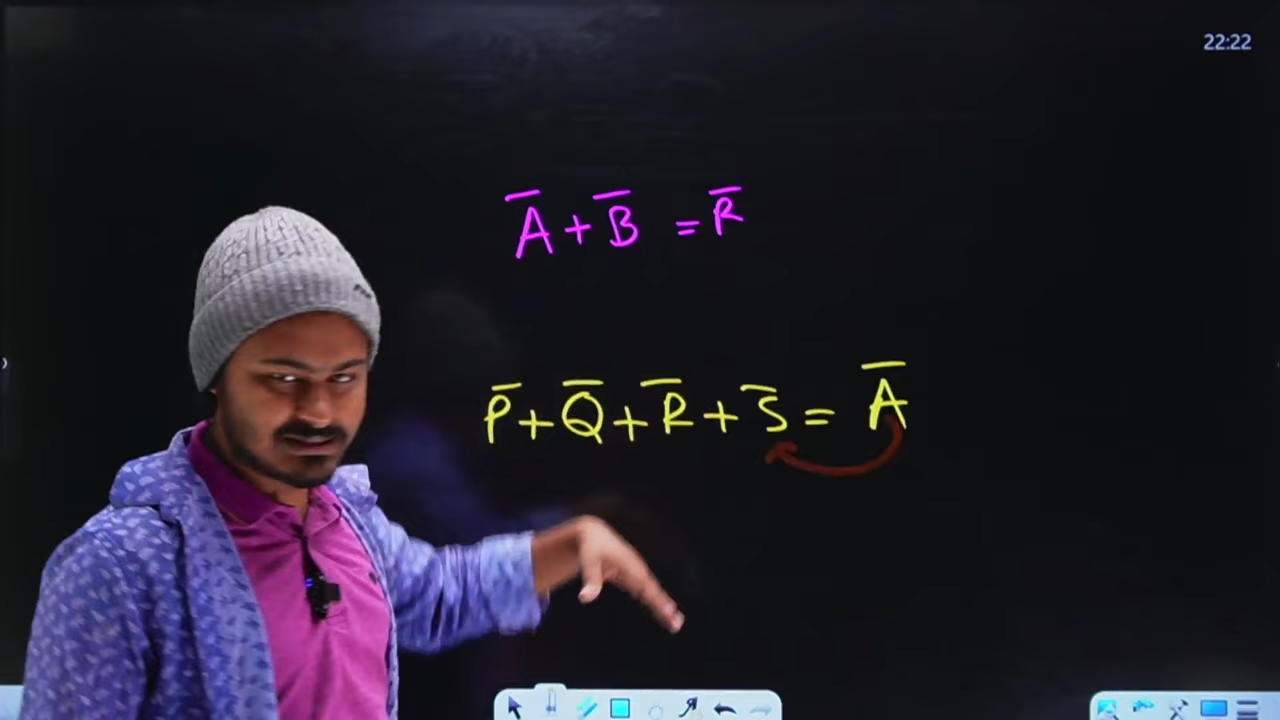 22:22
A̅ + B̅ = R̅
P̅ + Q̅ + R̅ + S̅ = A̅